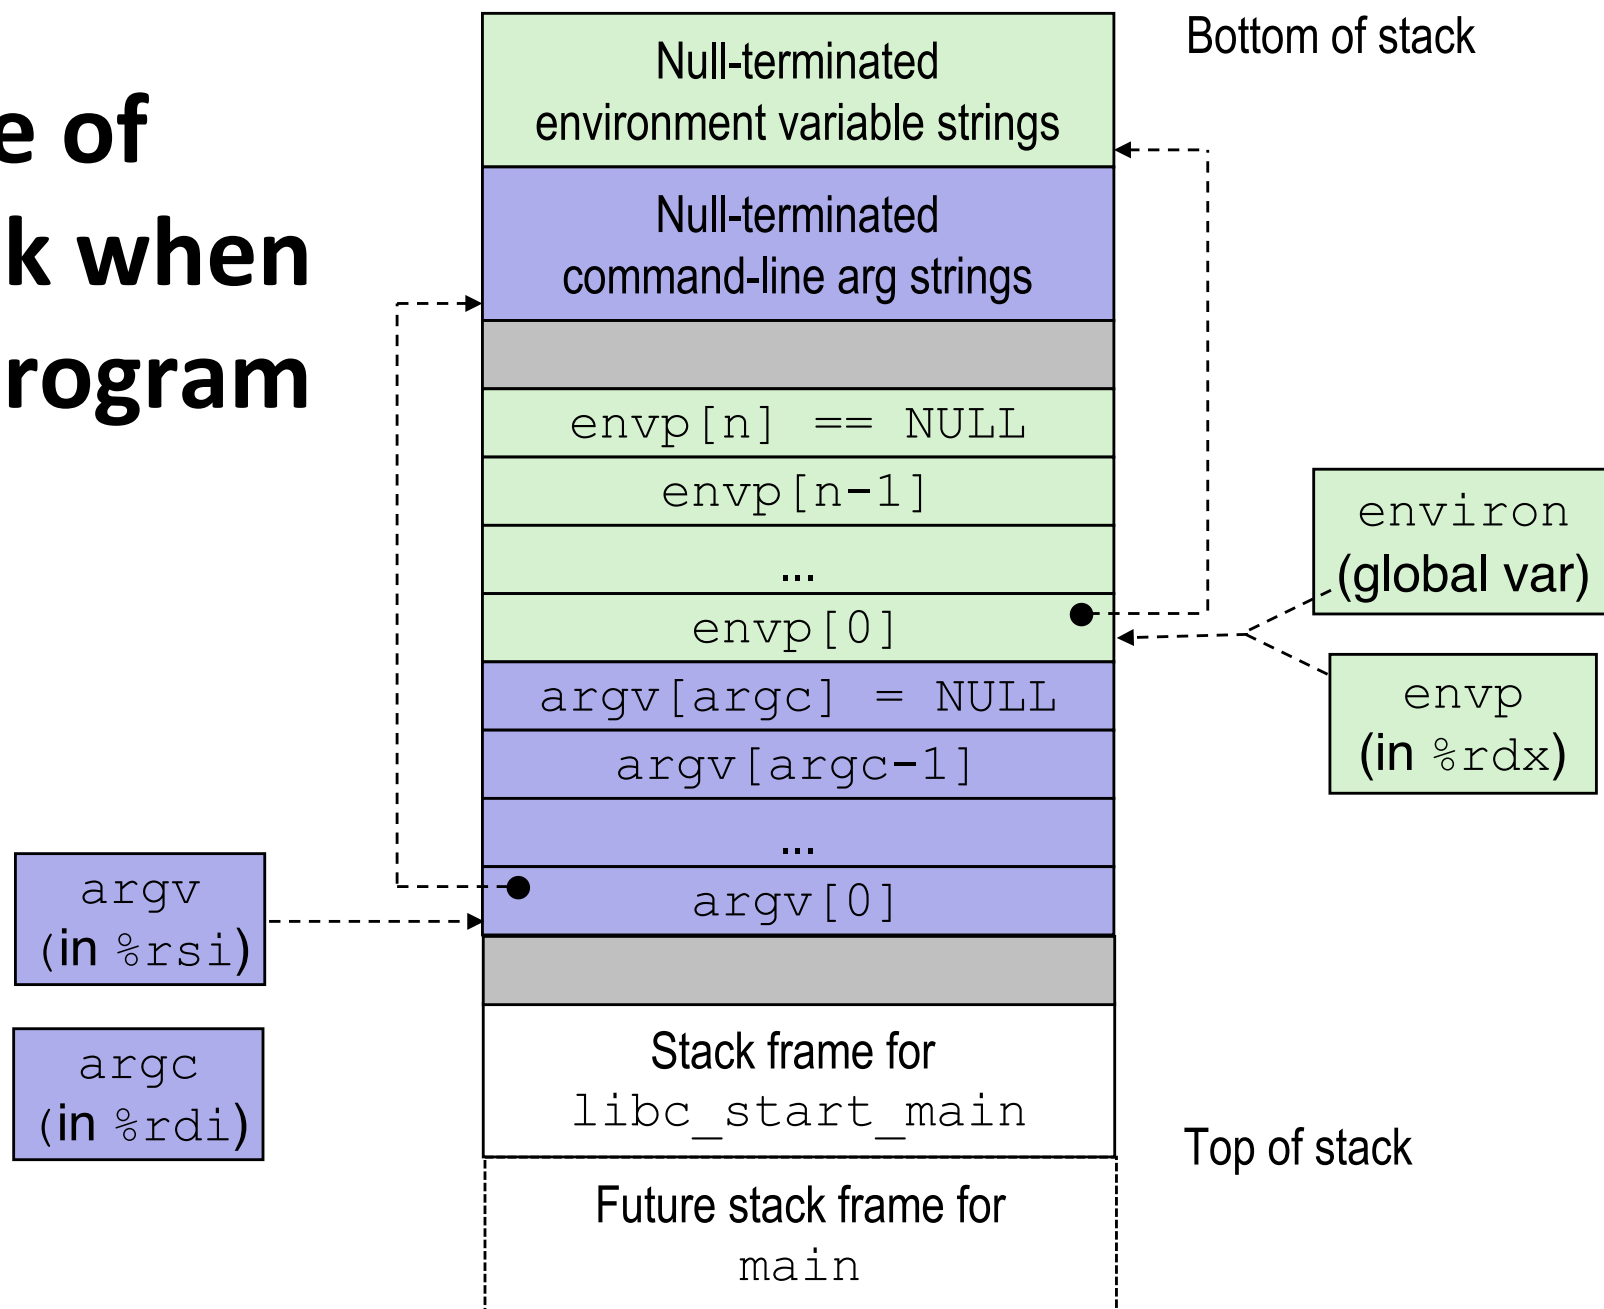 e of
k when
rogram
Bottom of stack
Null-terminated
environment variable strings
Null-terminated
command-line arg strings
envp[n] == NULL
envp[n-1]
...
envp[0]
environ
(global var)
envp
(in %rdx)
argv[argc] = NULL
argv[argc-1]
...
argv[0]
argv
(in %rsi)
argc
(in %rdi)
Stack frame for
libc_start_main
Top of stack
Future stack frame for
main